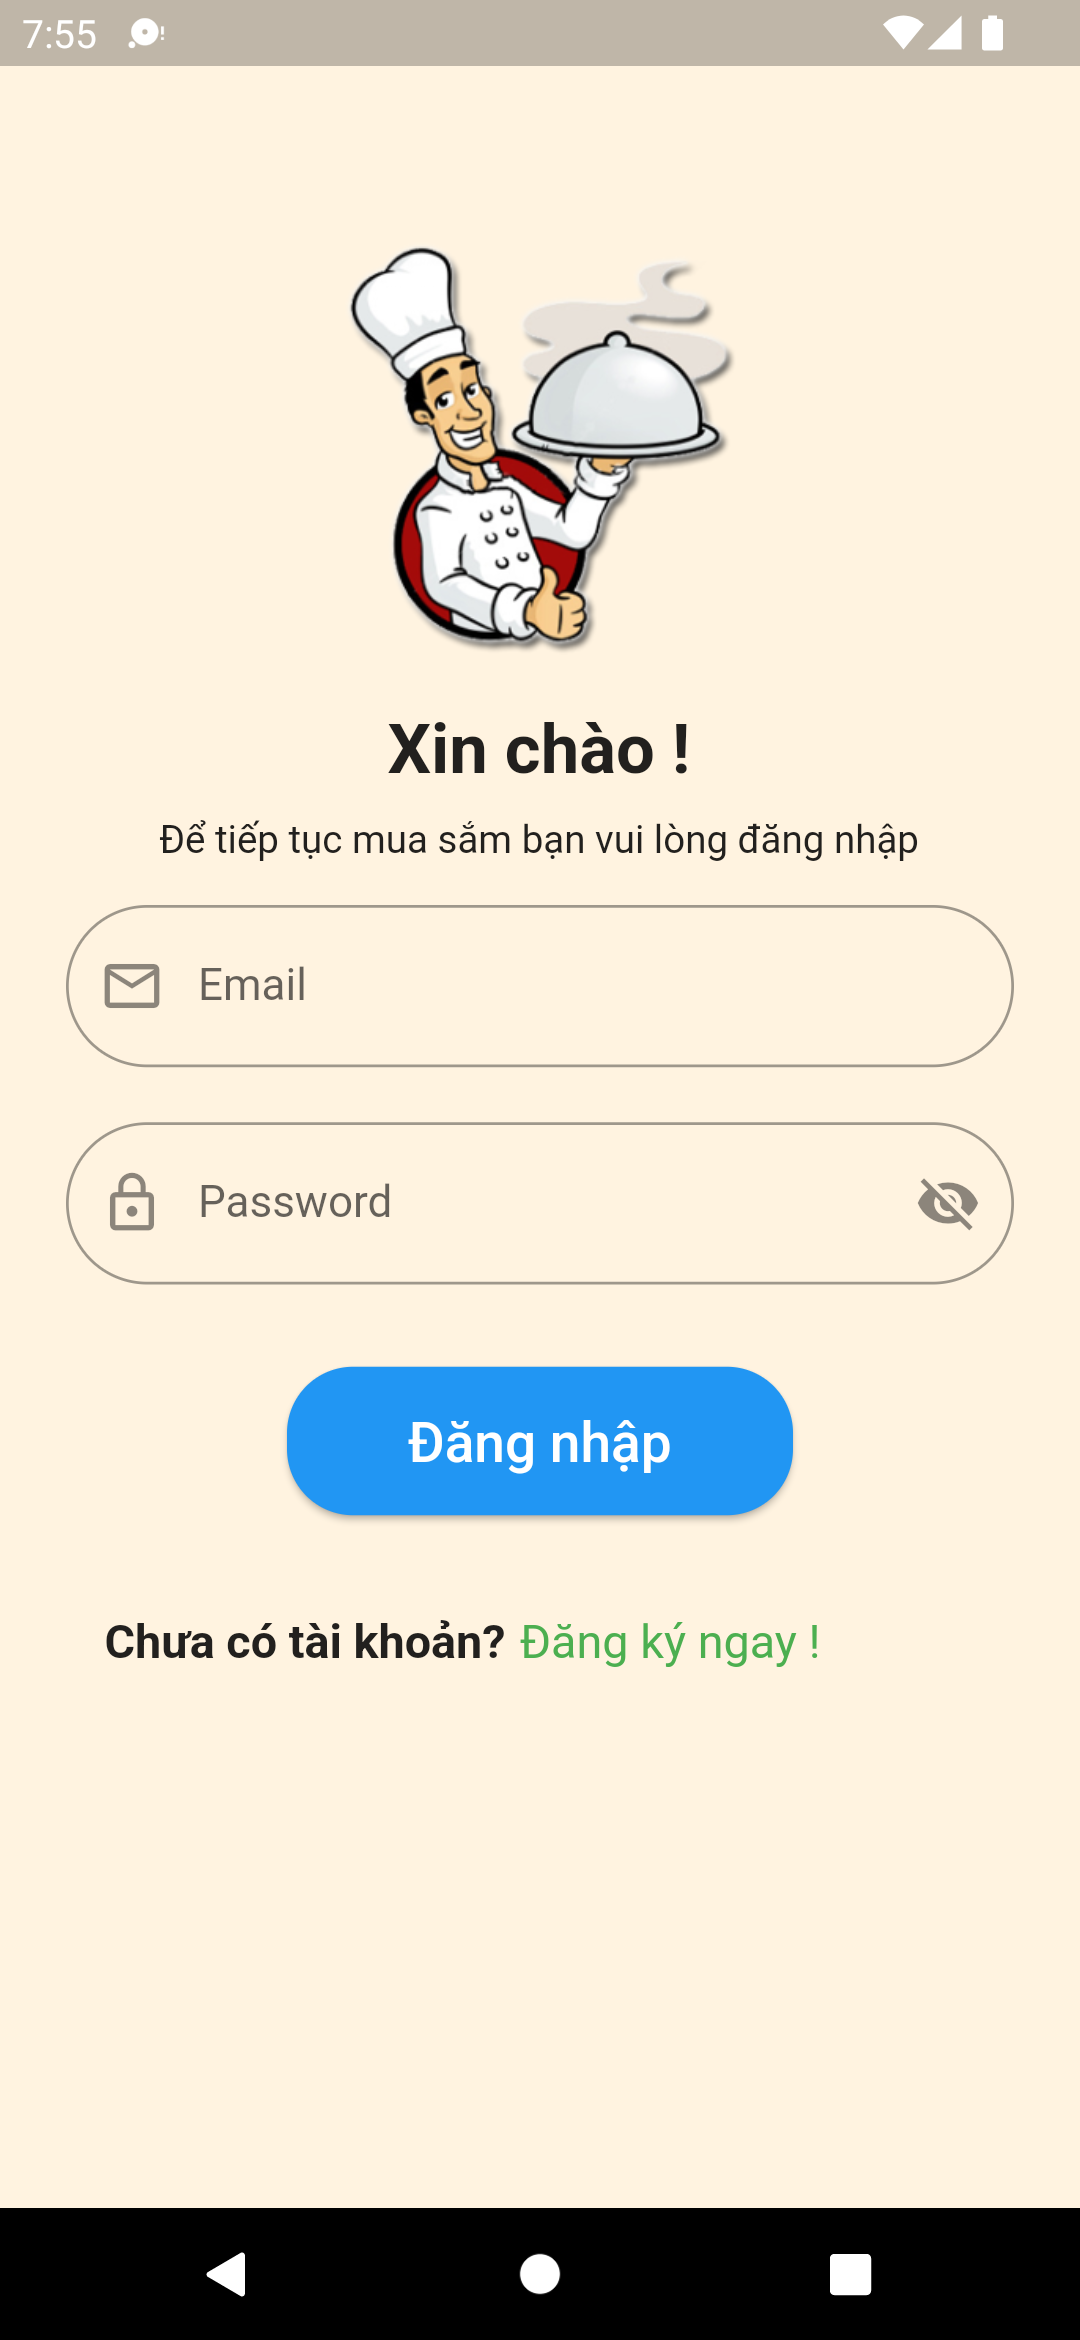 7:55
Xin chào !
Để tiếp tục mua sắm bạn vui lòng đăng nhập
Email
Password
Đăng nhập
Chưa có tài khoản? Đăng ký ngay !